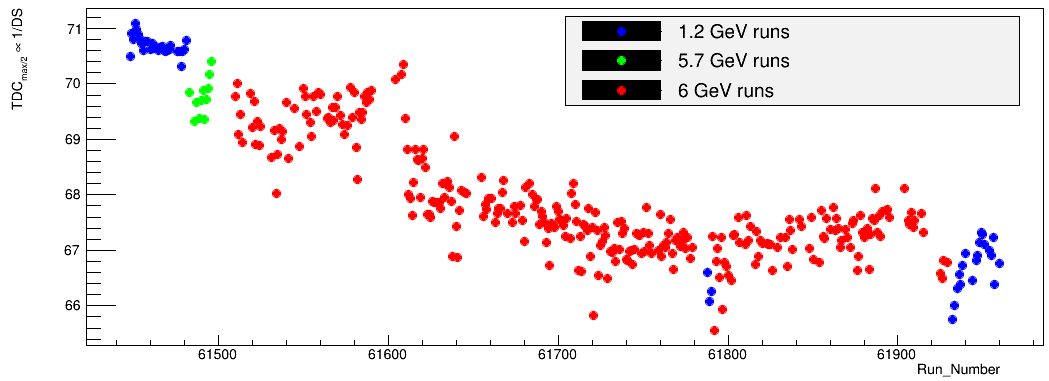 TDCmax/2 ∝ 1/DS
71
70
69
68
67
66
1.2 GeV runs
5.7 GeV runs
6 GeV runs
61500 61600 61700 61800 61900
Run_Number